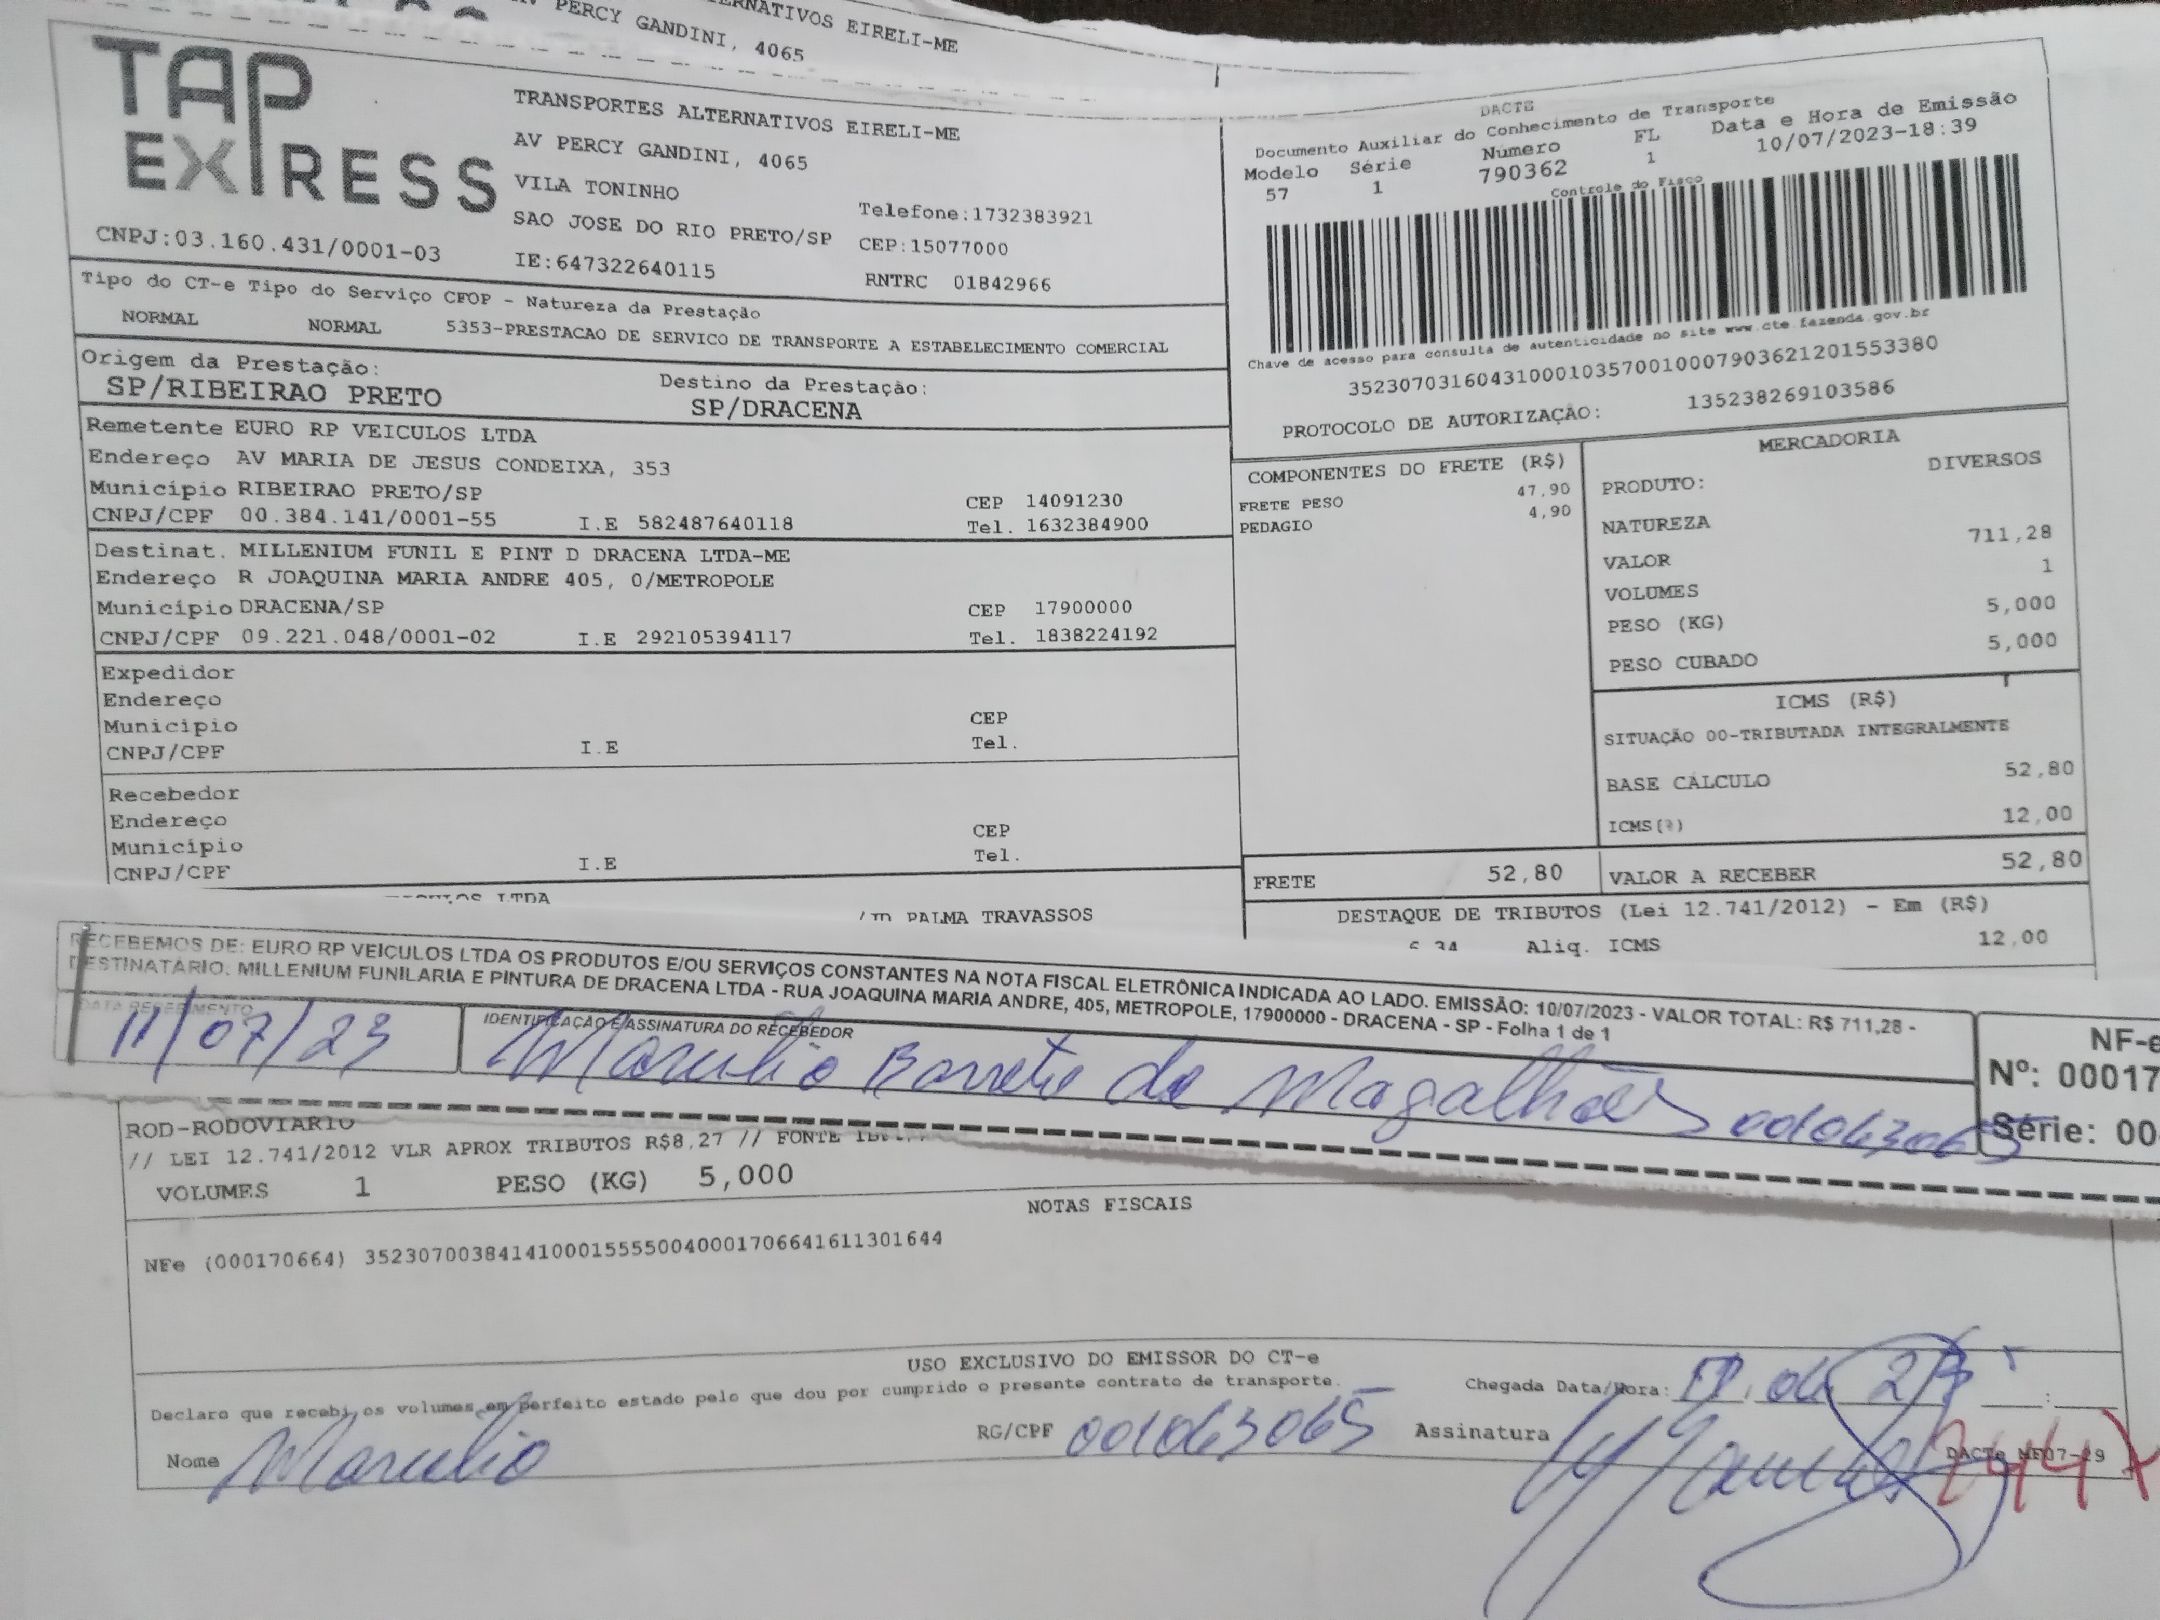 AV PERCY GANDINI, 4065
EIRELI-ME
TAP EXPRESS
CNPJ:03.160.431/0001-03
TRANSPORTES ALTERNATIVOS EIRELI-ME
AV PERCY GANDINI, 4065
VILA TONINHO
SAO JOSE DO RIO PRETO/SP
IE:647322640115
Telefone:1732383921
CEP:15077000
RNTRC 01842966
DACTE
Documento Auxiliar do Conhecimento de Transporte
Modelo Série Número FL Data e Hora de Emissão
57 1 790362 1 10/07/2023-18:39
Controle do Fisco
Chave de acesso para consulta de autenticidade no site www.cte.fazenda.gov.br
35230703160431000103570010007903621201553380
PROTOCOLO DE AUTORIZAÇÃO: 135238269103586
Tipo do CT-e Tipo do Serviço CFOP - Natureza da Prestação
NORMAL NORMAL 5353-PRESTACAO DE SERVICO DE TRANSPORTE A ESTABELECIMENTO COMERCIAL
Origem da Prestação: Destino da Prestação:
SP/RIBEIRAO PRETO SP/DRACENA
Remetente EURO RP VEICULOS LTDA
Endereço AV MARIA DE JESUS CONDEIXA, 353
Município RIBEIRAO PRETO/SP CEP 14091230
CNPJ/CPF 00.384.141/0001-55 I.E 582487640118 Tel. 1632384900
Destinat. MILLENIUM FUNIL E PINT D DRACENA LTDA-ME
Endereço R JOAQUINA MARIA ANDRE 405, 0/METROPOLE
Município DRACENA/SP CEP 17900000
CNPJ/CPF 09.221.048/0001-02 I.E 292105394117 Tel. 1838224192
Expedidor
Endereço
Município CEP
CNPJ/CPF I.E Tel.
Recebedor
Endereço
Município CEP
CNPJ/CPF I.E Tel.
COMPONENTES DO FRETE (R$)
FRETE PESO 47,90
PEDAGIO 4,90
MERCADORIA
PRODUTO: DIVERSOS
NATUREZA
VALOR 711,28
VOLUMES 1
PESO (KG) 5,000
PESO CUBADO 5,000
ICMS (R$)
SITUAÇÃO 00-TRIBUTADA INTEGRALMENTE
BASE CÁLCULO 52,80
ICMS(%) 12,00
FRETE 52,80 VALOR A RECEBER 52,80
LTDA PALMA TRAVASSOS
DESTAQUE DE TRIBUTOS (Lei 12.741/2012) - Em (R$)
Aliq. ICMS 12,00
RECEBEMOS DE: EURO RP VEICULOS LTDA OS PRODUTOS E/OU SERVIÇOS CONSTANTES NA NOTA FISCAL ELETRÔNICA INDICADA AO LADO. EMISSÃO: 10/07/2023 - VALOR TOTAL: R$ 711,28 -
DESTINATÁRIO: MILLENIUM FUNILARIA E PINTURA DE DRACENA LTDA - RUA JOAQUINA MARIA ANDRE, 405, METROPOLE, 17900000 - DRACENA - SP - Folha 1 de 1
DATA RECEBIMENTO IDENTIFICAÇÃO E ASSINATURA DO RECEBEDOR
11/07/23 Marculio Barreto de Magalhães 001063065
NF-e
Nº: 00017
Série: 00
ROD-RODOVIARIO
// LEI 12.741/2012 VLR APROX TRIBUTOS R$8,27 // FONTE
VOLUMES 1 PESO (KG) 5,000
NOTAS FISCAIS
NFe (000170664) 35230700384141000155550040001706641611301644
USO EXCLUSIVO DO EMISSOR DO CT-e
Declaro que recebi os volumes em perfeito estado pelo que dou por cumprido o presente contrato de transporte.
Chegada Data/Hora:
Nome Marculio RG/CPF 001063065 Assinatura